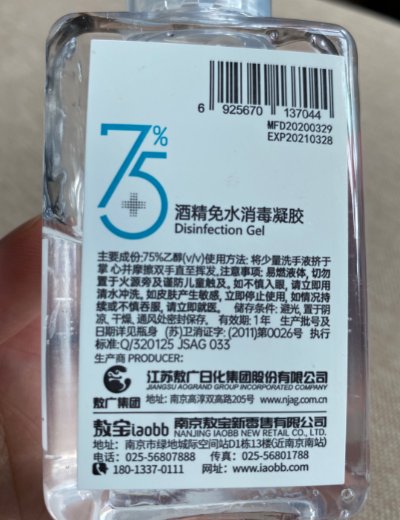 6 925670 137044
MFD20200329
EXP20210328
75%
酒精免水消毒凝胶
Disinfection Gel
主要成份:75%乙醇(v/v)使用方法: 将少量洗手液挤于
掌 心并摩擦双手直至挥发, 注意事项: 易燃液体, 切勿
置于火源旁及谨防儿童触及, 如不慎入眼, 请立即用
清水冲洗。如皮肤产生敏感, 立即停止使用, 如情况持
续或不慎吞噬, 请立即就医。 储存条件: 避光, 置于阴
凉、干燥、通风处密封保存。 有效期: 1年 生产批号及
日期详见瓶身 (苏)卫消证字: (2011)第0026号 执行
标准:Q/320125 JSAG 033
生产商 PRODUCER:
敖广集团
江苏敖广日化集团股份有限公司
JIANGSU AOGRAND GROUP INCORPORATED COMPANY
地址: 南京高淳双高路205号 www.njag.com.cn
敖宝iaobb 南京敖宝新零售有限公司
NANJING IAOBB NEW RETAIL CO., LTD.
地址: 南京市绿地城际空间站D1栋13楼(近南京南站)
电话: 025-56807888 传真: 025-56801788
180-1337-0111 网址: www.iaobb.com